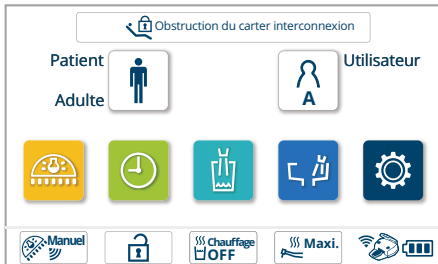 Obstruction du carter interconnexion
Patient
Utilisateur
Adulte
A
Manuel
Chauffage
OFF
Maxi.